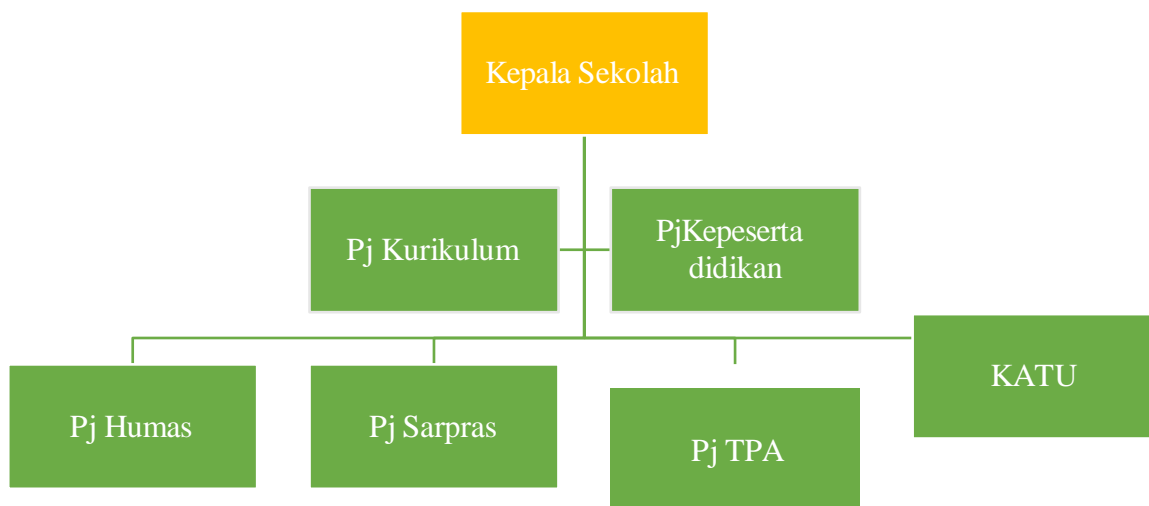 Kepala Sekolah
Pj Kurikulum
PjKepeserta
didikan
Pj Humas
Pj Sarpras
Pj TPA
KATU